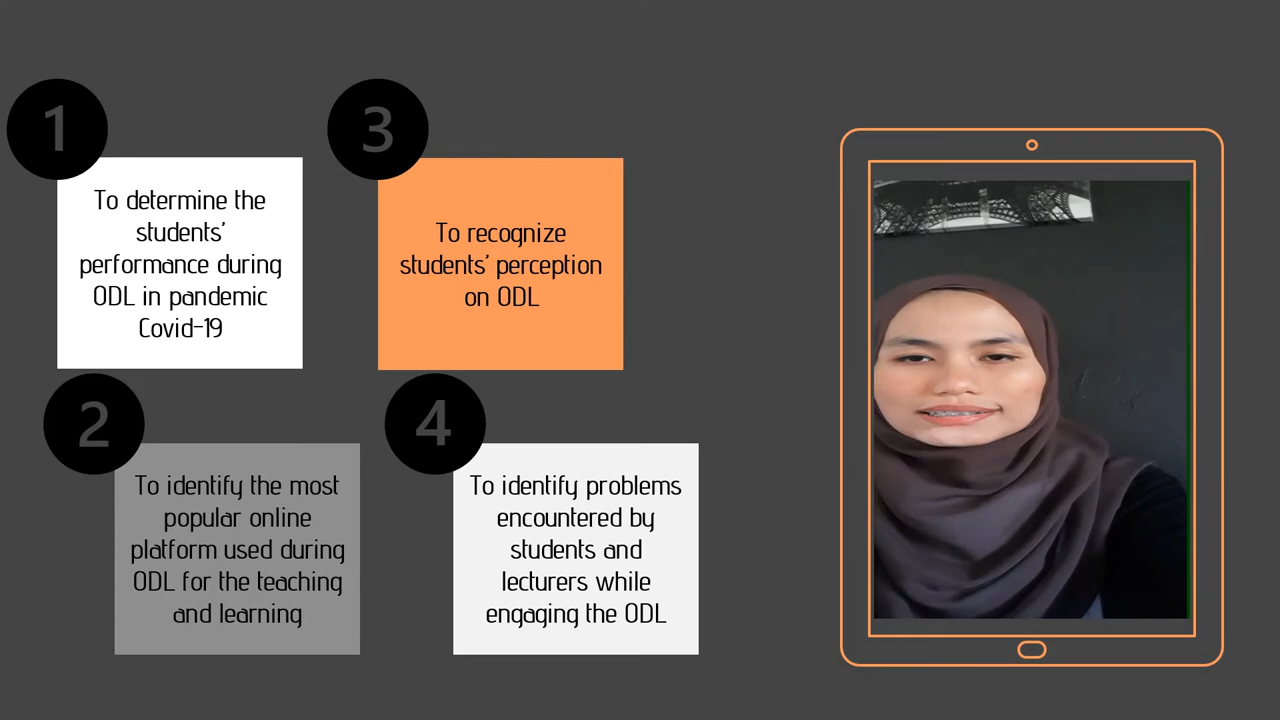 1
To determine the
students'
performance during
ODL in pandemic
Covid-19
2
To identify the most
popular online
platform used during
ODL for the teaching
and learning
3
To recognize
students' perception
on ODL
4
To identify problems
encountered by
students and
lecturers while
engaging the ODL